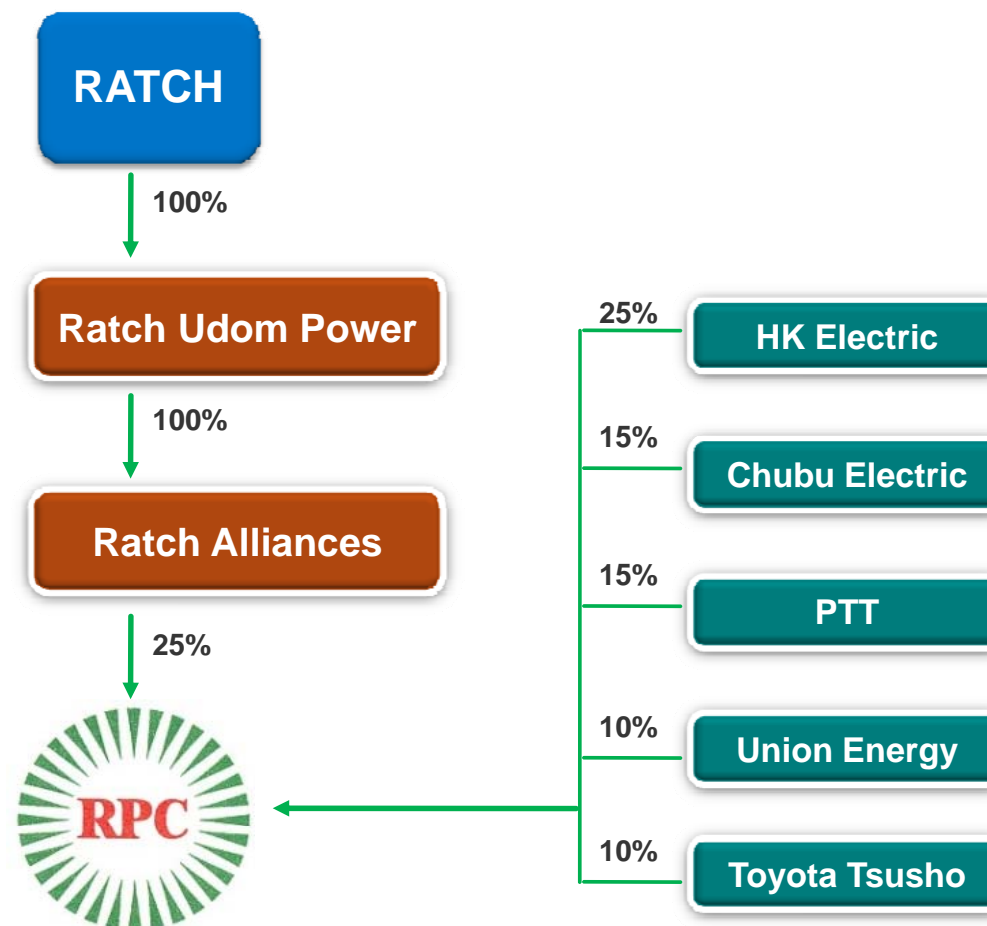 RATCH
100%
Ratch Udom Power
100%
Ratch Alliances
25%
RPC
25%
HK Electric
15%
Chubu Electric
15%
PTT
10%
Union Energy
10%
Toyota Tsusho